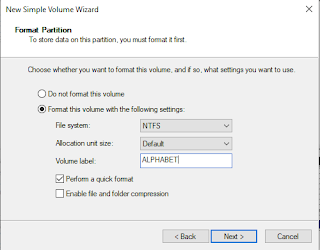 New Simple Volume Wizard
Format Partition
To store data on this partition, you must format it first.
Choose whether you want to format this volume, and if so, what settings you want to use.
Do not format this volume
Format this volume with the following settings:
File system: NTFS
Allocation unit size: Default
Volume label: ALPHABET
Perform a quick format
Enable file and folder compression
< Back Next > Cancel